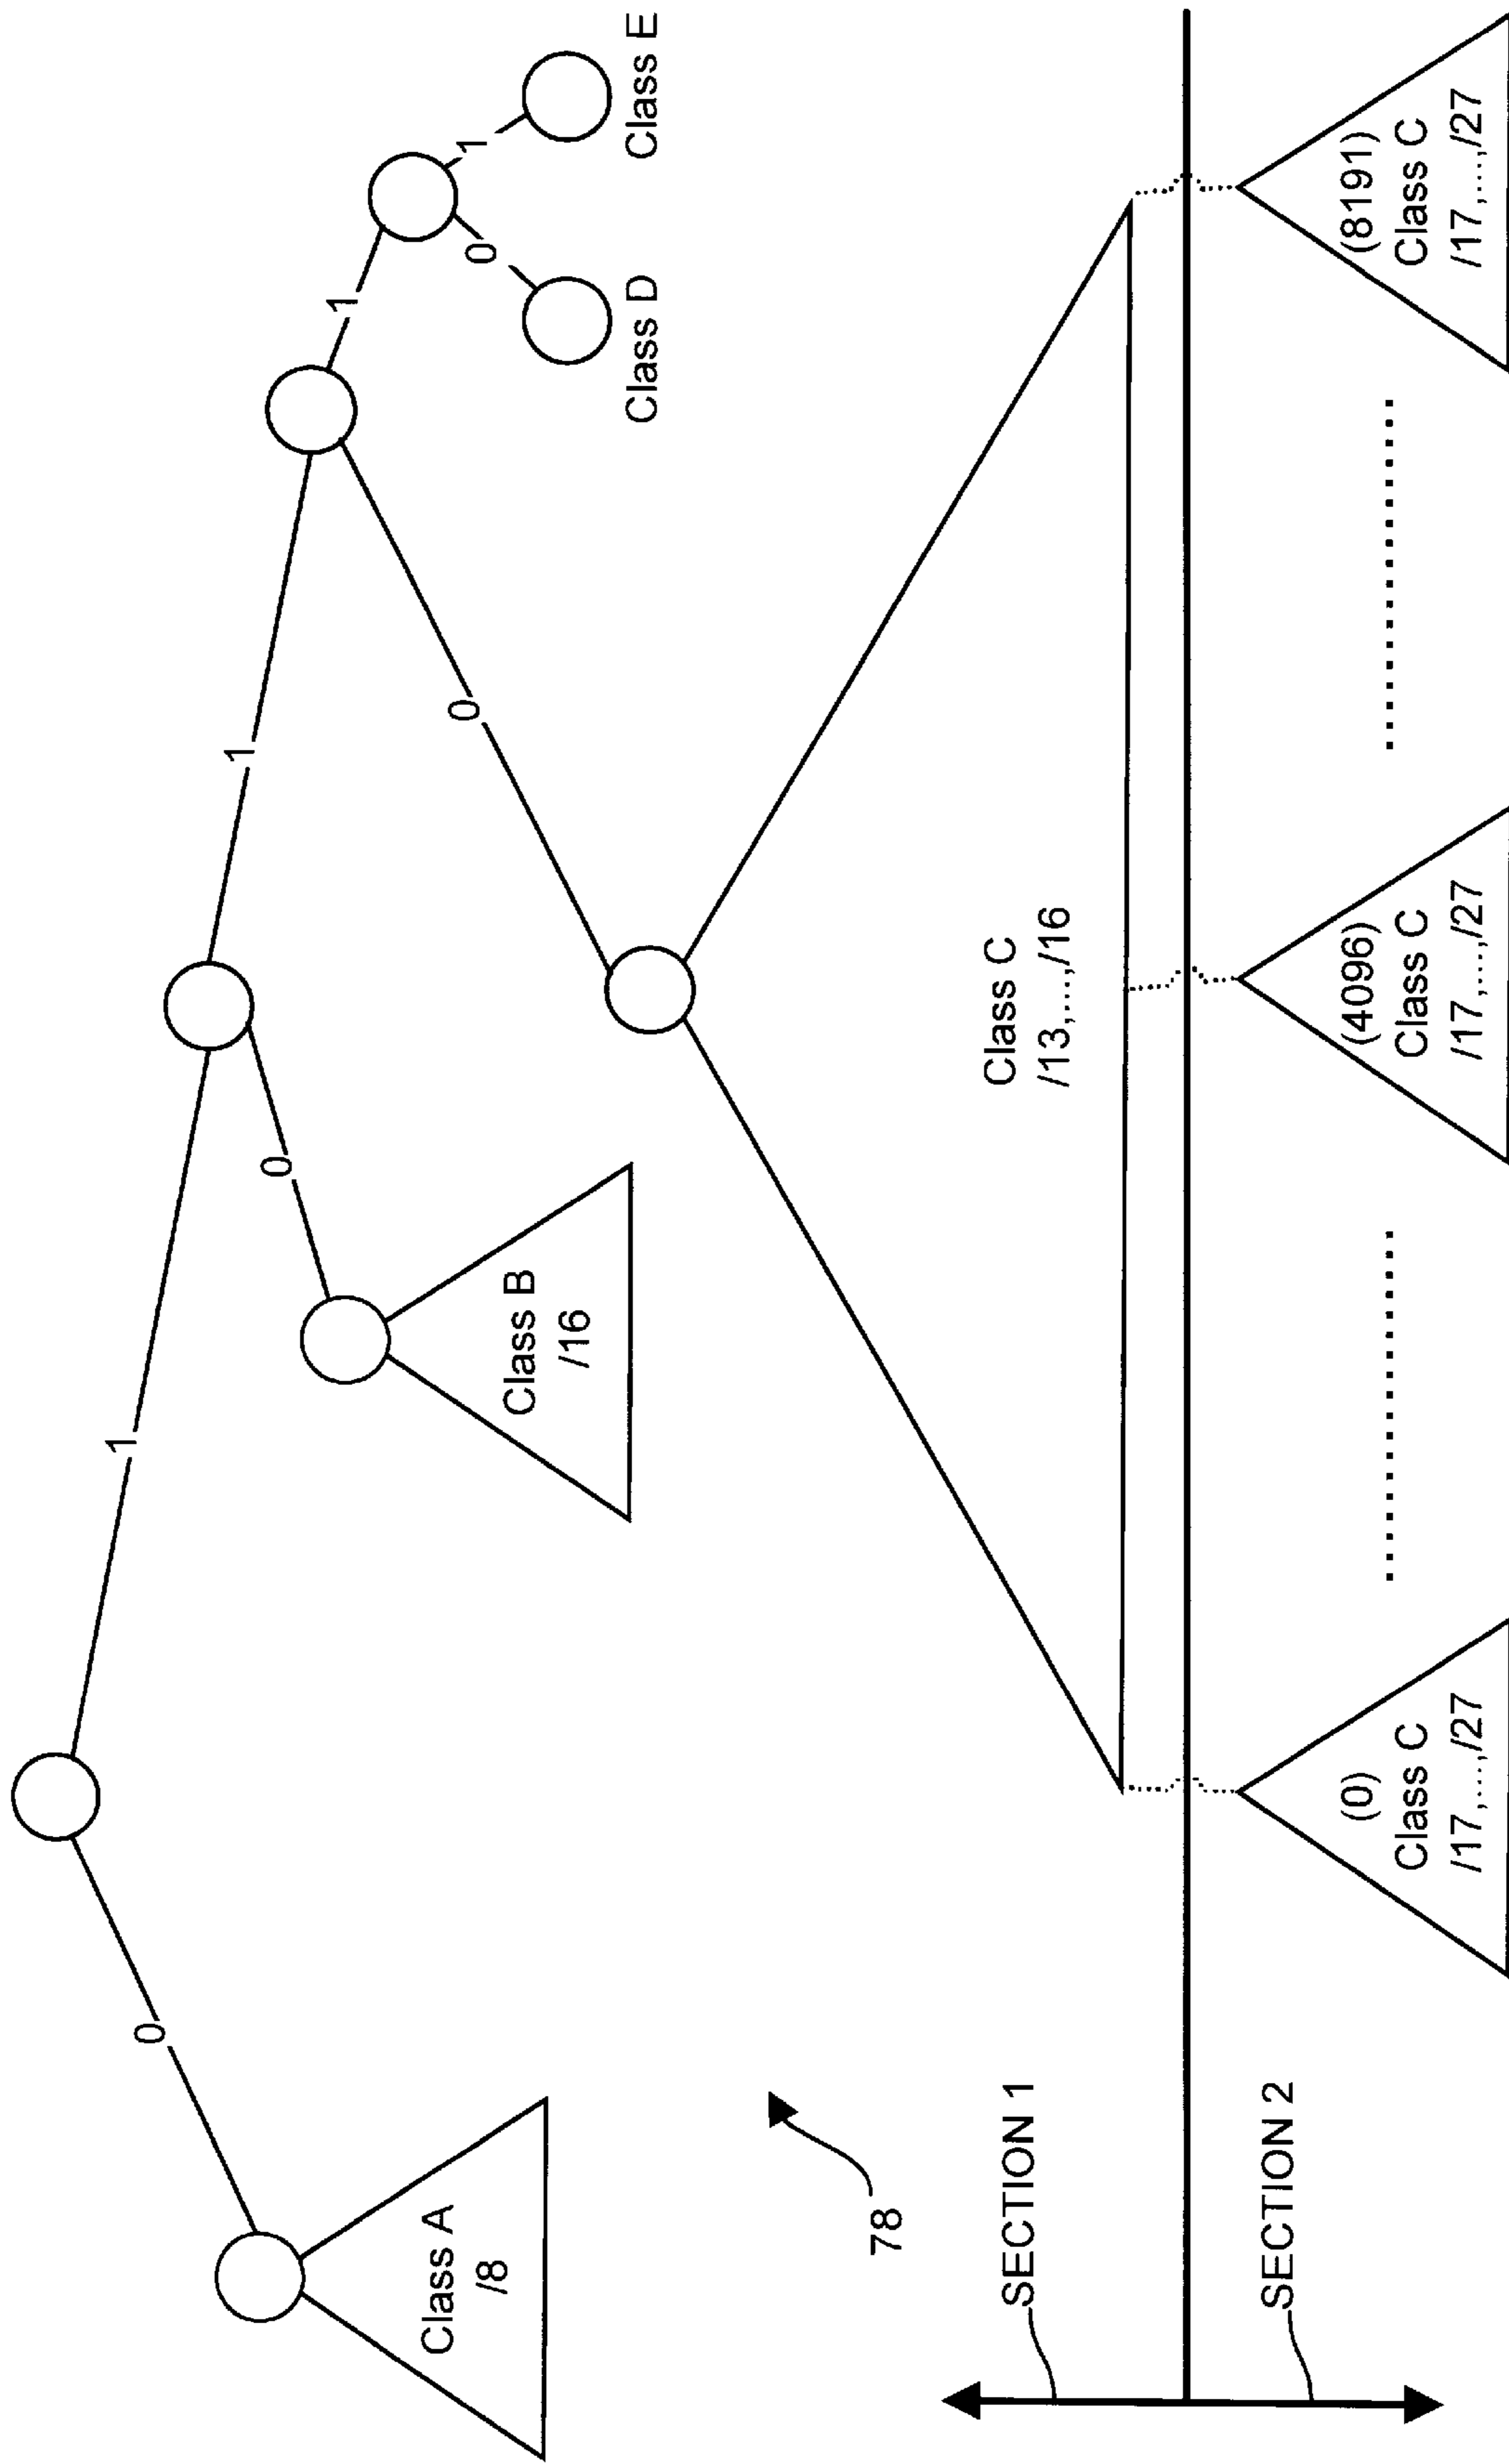 0
1
Class A
/8
0
1
Class B
/16
0
1
0
1
Class D
Class E
Class C
/13,...,/16
78
SECTION 1
SECTION 2
(0)
Class C
/17,...,/27
(4096)
Class C
/17,...,/27
(8191)
Class C
/17,...,/27